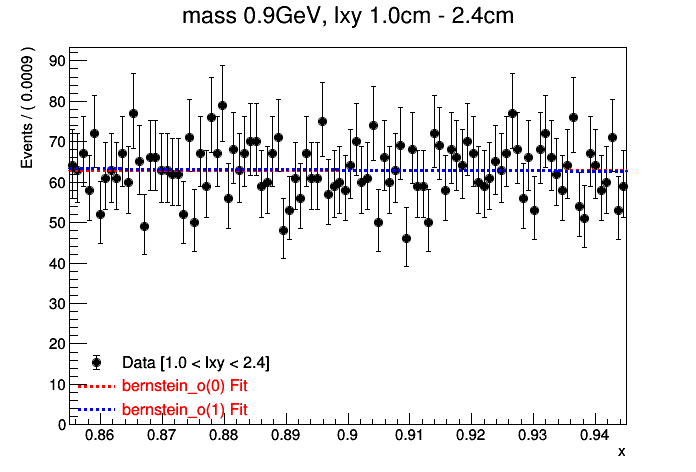 mass 0.9GeV, lxy 1.0cm - 2.4cm
Events / ( 0.0009 )
90
80
70
60
50
40
30
20
10
0
Data [1.0 < lxy < 2.4]
bernstein_o(0) Fit
bernstein_o(1) Fit
0.86 0.87 0.88 0.89 0.9 0.91 0.92 0.93 0.94
x